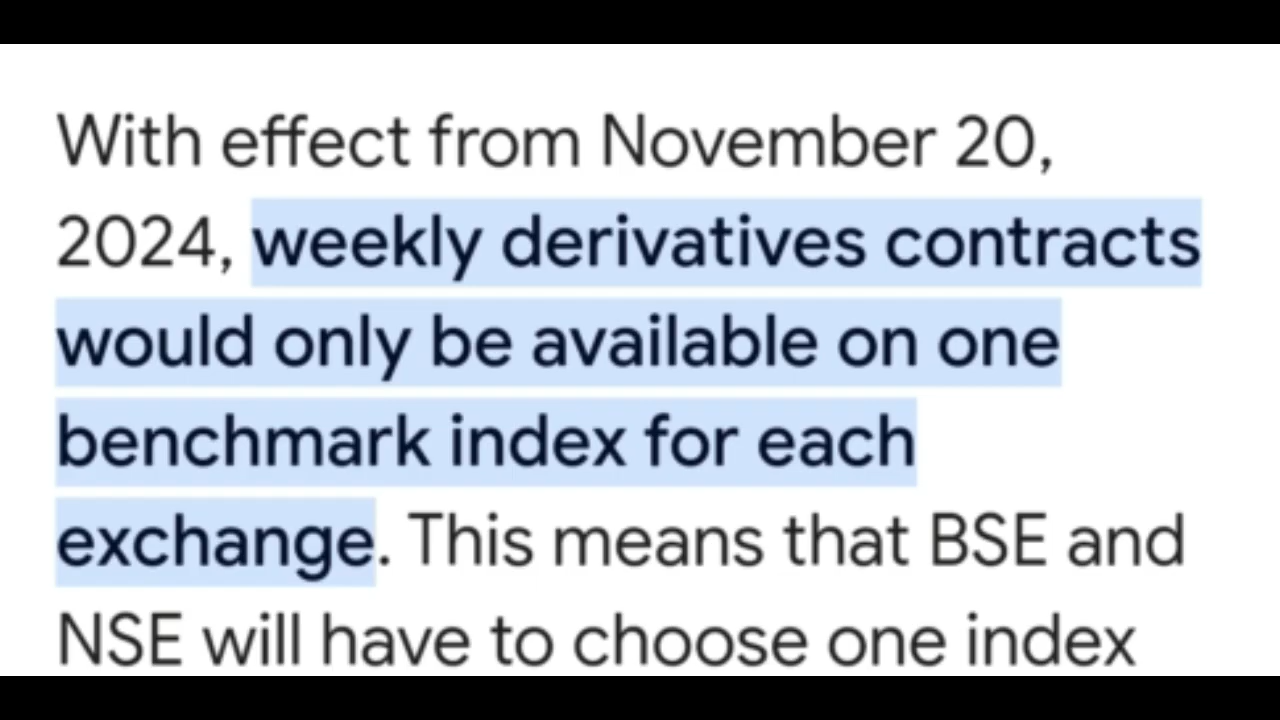 With effect from November 20,
2024, weekly derivatives contracts
would only be available on one
benchmark index for each
exchange. This means that BSE and
NSE will have to choose one index